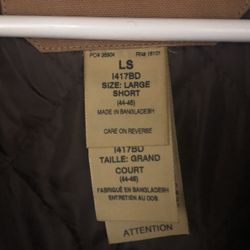 PO# 26904 Rn# 16101
LS
I417BD
SIZE: LARGE
SHORT
(44-46)
MADE IN BANGLADESH
CARE ON REVERSE
I417BD
TAILLE: GRAND
COURT
(44-46)
FABRIQUÉ EN BANGLADESH
ENTRETIEN AU DOS
ATTENTION